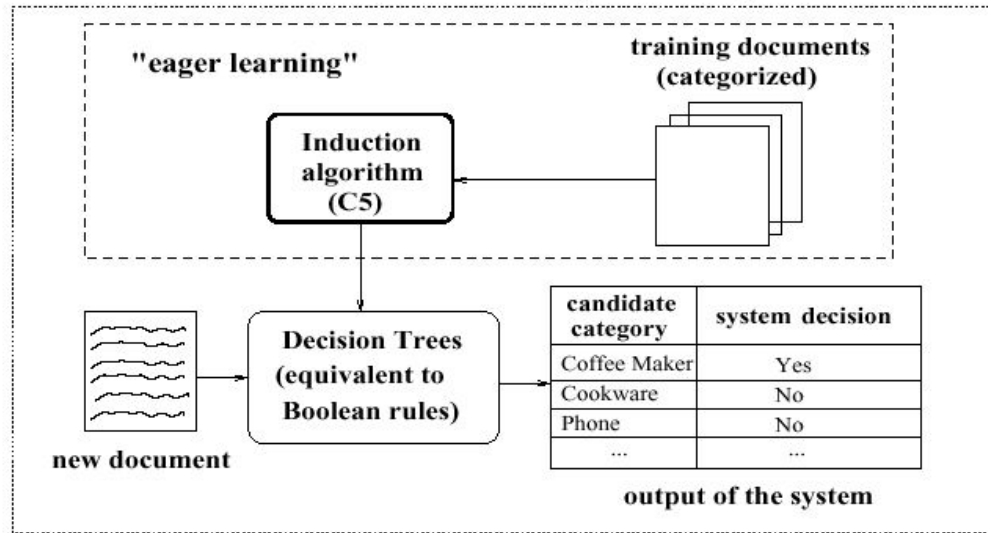 "eager learning"
training documents
(categorized)
Induction
algorithm
(C5)
Decision Trees
(equivalent to
Boolean rules)
new document
candidate
category
system decision
Coffee Maker
Yes
Cookware
No
Phone
No
...
...
output of the system